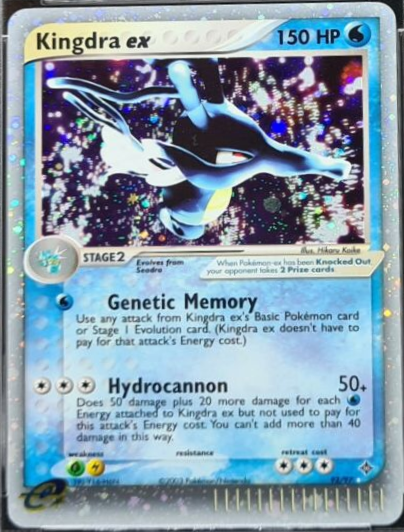 Kingdra ex 150 HP
Illus. Hikaru Koike
STAGE 2
Evolves from
Seadra
When Pokémon-ex has been Knocked Out
your opponent takes 2 Prize cards.
Genetic Memory
Use any attack from Kingdra ex's Basic Pokémon card
or Stage 1 Evolution card. (Kingdra ex doesn't have to
pay for that attack's Energy cost.)
Hydrocannon 50+
Does 50 damage plus 20 more damage for each
Energy attached to Kingdra ex but not used to pay for
this attack's Energy cost. You can't add more than 40
damage in this way.
weakness resistance retreat cost
©2003 Pokémon/Nintendo 92/97